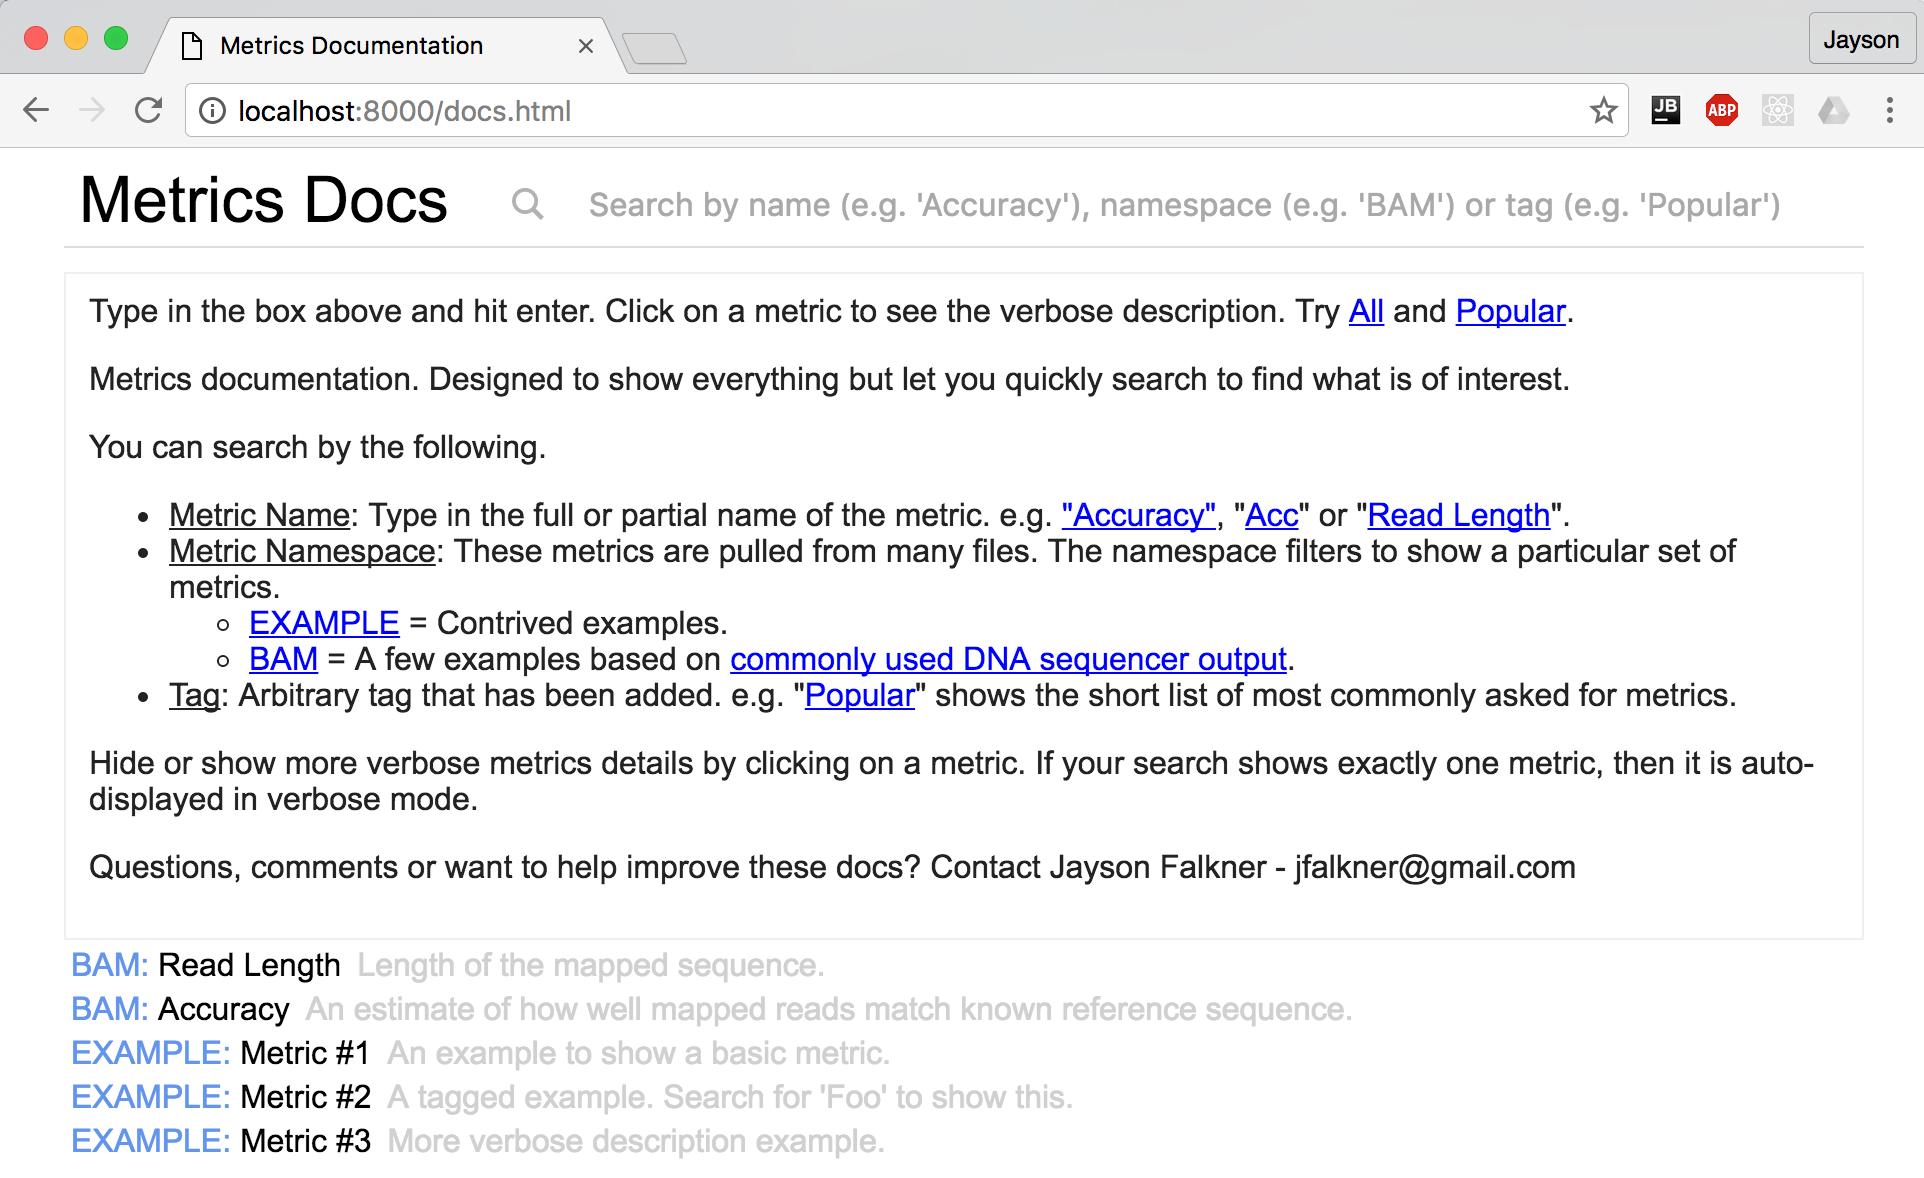 Metrics Documentation
Jayson
localhost:8000/docs.html
JB
ABP
Metrics Docs
Search by name (e.g. 'Accuracy'), namespace (e.g. 'BAM') or tag (e.g. 'Popular')
Type in the box above and hit enter. Click on a metric to see the verbose description. Try All and Popular.
Metrics documentation. Designed to show everything but let you quickly search to find what is of interest.
You can search by the following.
Metric Name: Type in the full or partial name of the metric. e.g. "Accuracy", "Acc" or "Read Length".
Metric Namespace: These metrics are pulled from many files. The namespace filters to show a particular set of
metrics.
EXAMPLE = Contrived examples.
BAM = A few examples based on commonly used DNA sequencer output.
Tag: Arbitrary tag that has been added. e.g. "Popular" shows the short list of most commonly asked for metrics.
Hide or show more verbose metrics details by clicking on a metric. If your search shows exactly one metric, then it is auto-
displayed in verbose mode.
Questions, comments or want to help improve these docs? Contact Jayson Falkner - jfalkner@gmail.com
BAM: Read Length Length of the mapped sequence.
BAM: Accuracy An estimate of how well mapped reads match known reference sequence.
EXAMPLE: Metric #1 An example to show a basic metric.
EXAMPLE: Metric #2 A tagged example. Search for 'Foo' to show this.
EXAMPLE: Metric #3 More verbose description example.